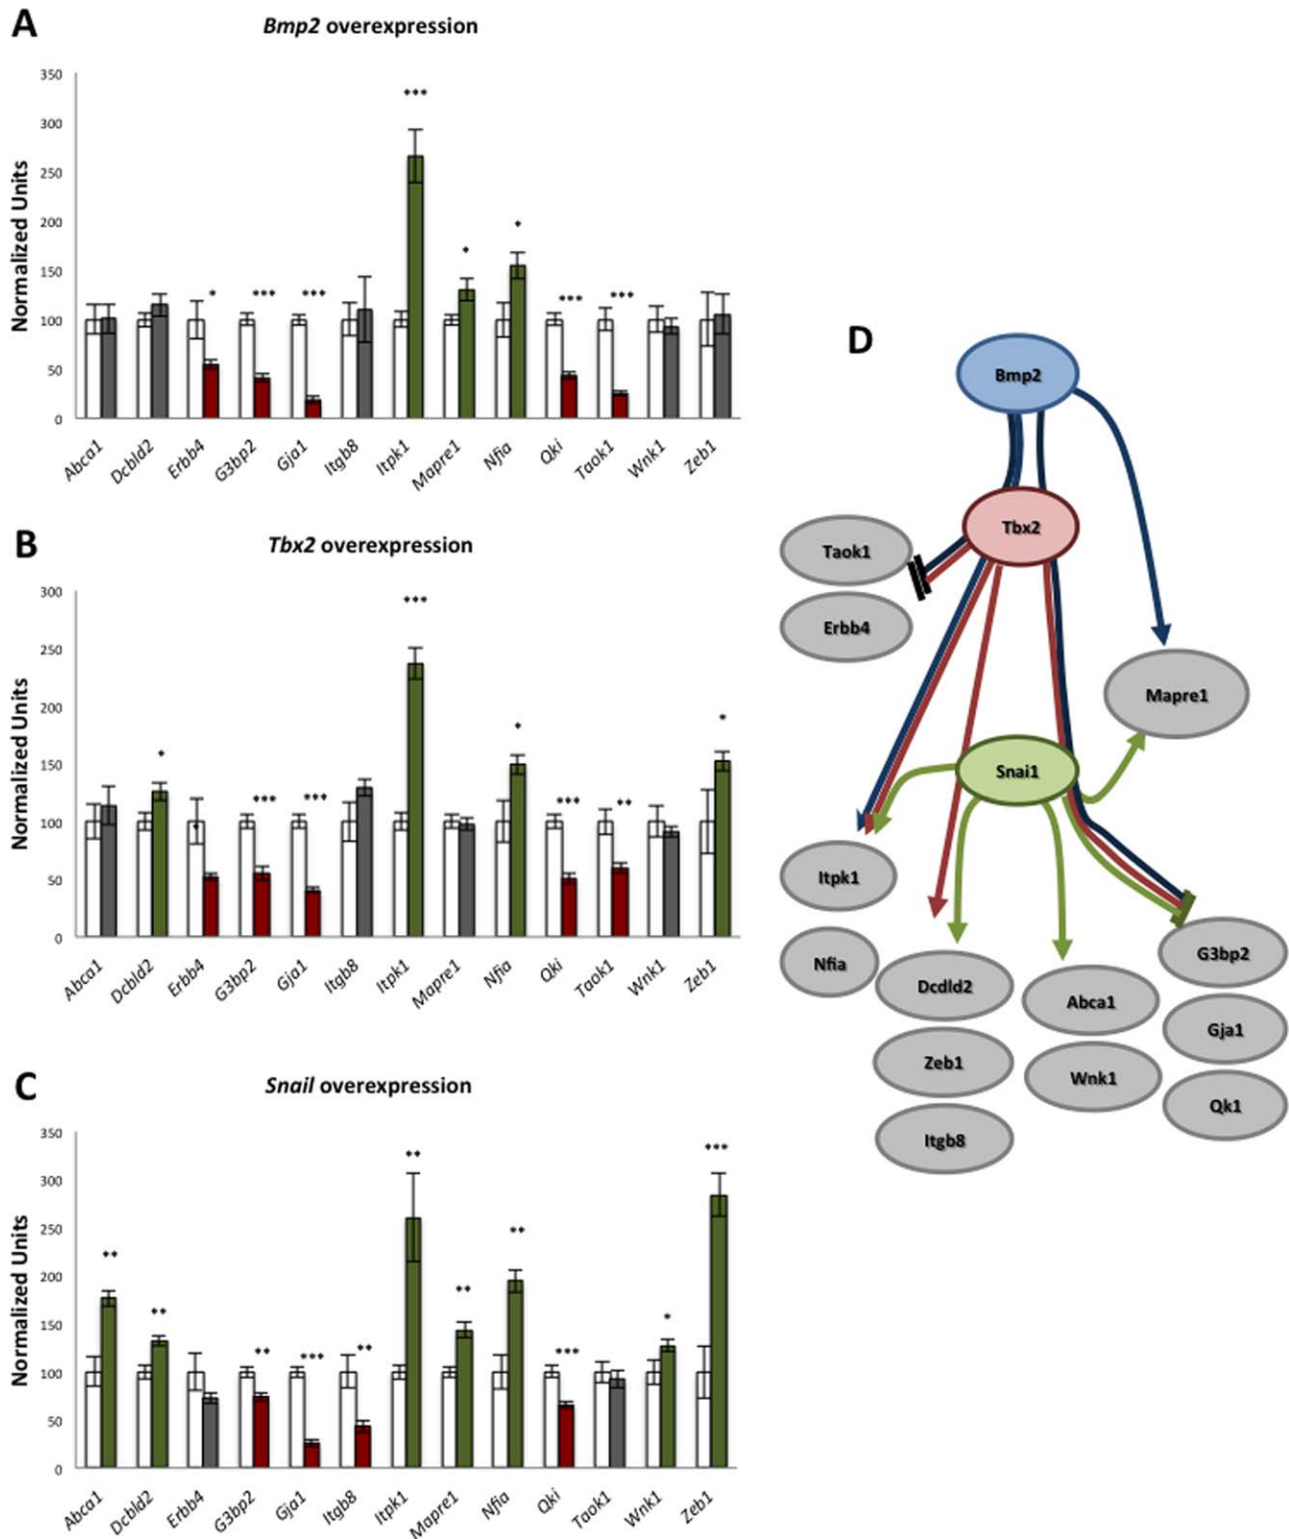 A
Bmp2 overexpression
Normalized Units
350
300
250
200
150
100
50
0
***
*
*
*
***
***
***
***
Abca1
Dcbld2
Erbb4
G3bp2
Gja1
Itgb8
Itpk1
Mapre1
Nfia
Qki
Taok1
Wnk1
Zeb1
B
Tbx2 overexpression
Normalized Units
300
250
200
150
100
50
0
***
*
*
*
*
***
***
***
**
Abca1
Dcbld2
Erbb4
G3bp2
Gja1
Itgb8
Itpk1
Mapre1
Nfia
Qki
Taok1
Wnk1
Zeb1
C
Snail overexpression
Normalized Units
350
300
250
200
150
100
50
0
**
**
**
***
**
**
**
**
***
*
***
Abca1
Dcbld2
Erbb4
G3bp2
Gja1
Itgb8
Itpk1
Mapre1
Nfia
Qki
Taok1
Wnk1
Zeb1
D
Bmp2
Tbx2
Taok1
Erbb4
Mapre1
Snai1
Itpk1
Nfia
Dcdld2
Zeb1
Itgb8
Abca1
Wnk1
G3bp2
Gja1
Qk1